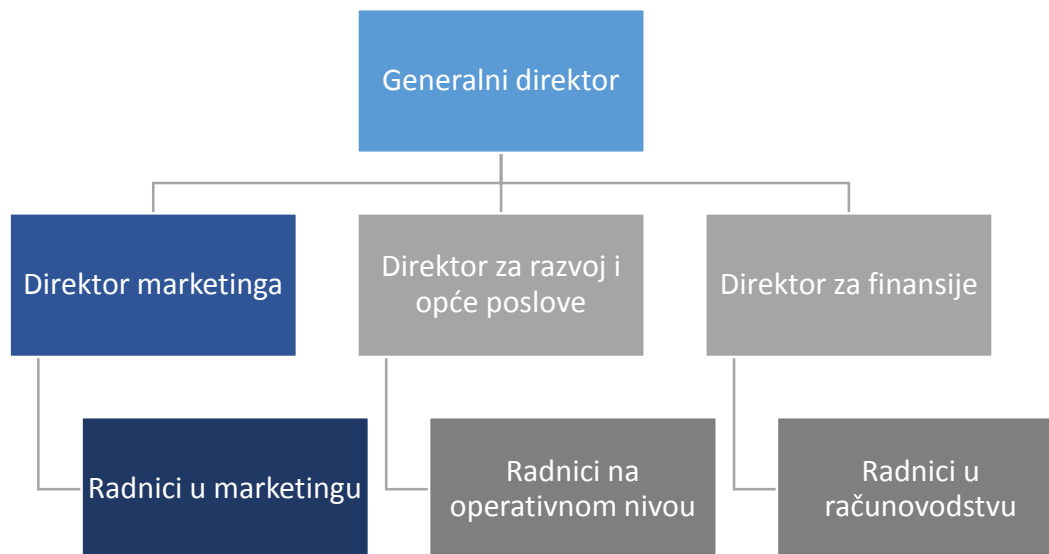 Generalni direktor
Direktor marketinga
Direktor za razvoj i
opće poslove
Direktor za finansije
Radnici u marketingu
Radnici na
operativnom nivou
Radnici u
računovodstvu